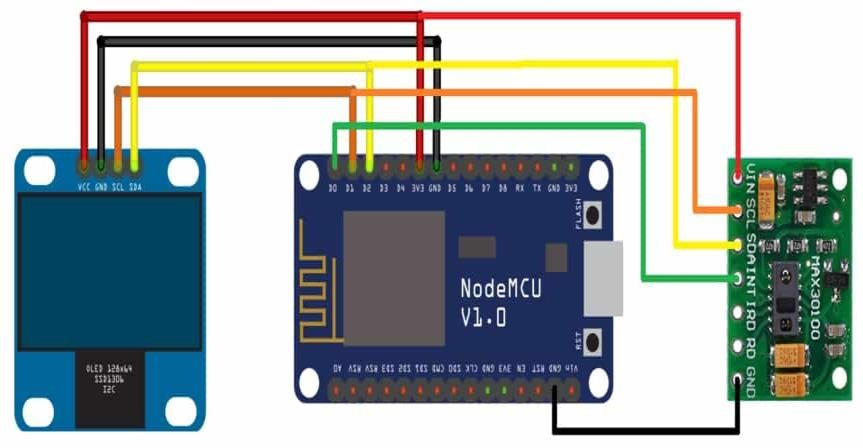 VCC GND SCL SDA
OLED 128x64
SSD1306
I2C
D0 D1 D2 D3 D4 3V3 GND D5 D6 D7 D8 RX TX GND 3V3
FLASH
NodeMCU
V1.0
RST
A0 RSV RSV SD3 SD2 SD1 CMD SD0 CLK GND 3V3 EN RST GND Vin
VIN SCL SDA INT IRD RD GND
MAX30100